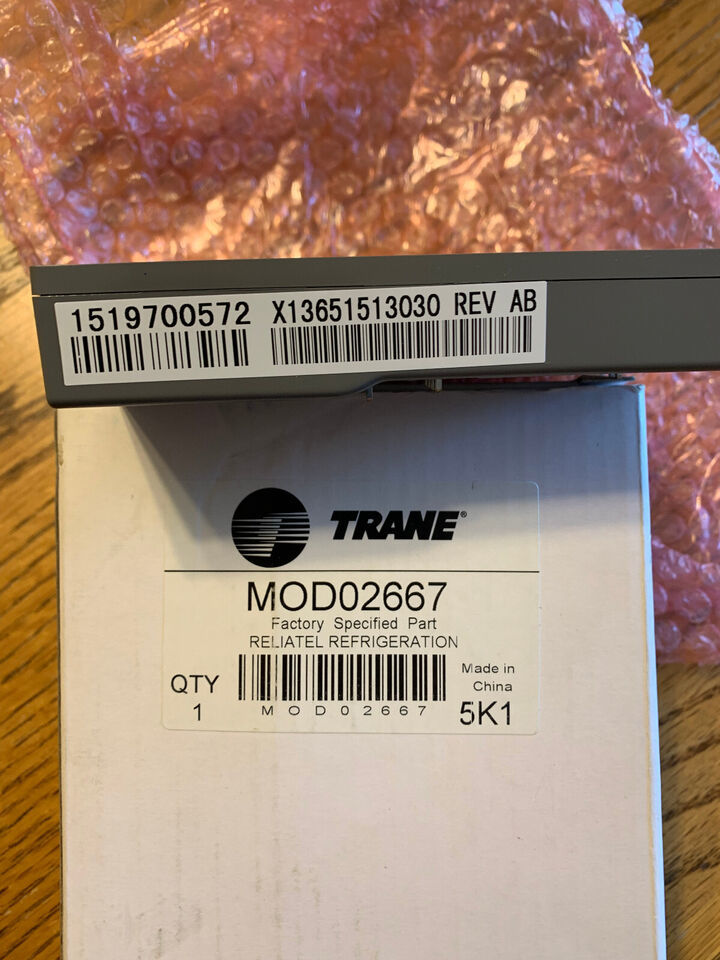 1519700572 X13651513030 REV AB
TRANE®
MOD02667
Factory Specified Part
RELIATEL REFRIGERATION
QTY
1
MOD02667
Made in
China
5K1